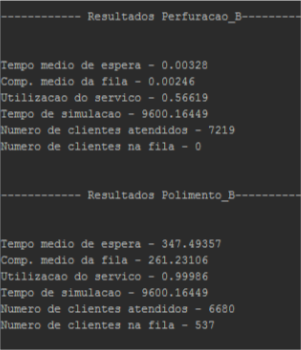 ------------ Resultados Perfuracao_B---------
Tempo medio de espera - 0.00328
Comp. medio da fila - 0.00246
Utilizacao do servico - 0.56619
Tempo de simulacao - 9600.16449
Numero de clientes atendidos - 7219
Numero de clientes na fila - 0
------------ Resultados Polimento_B----------
Tempo medio de espera - 347.49357
Comp. medio da fila - 261.23106
Utilizacao do servico - 0.99986
Tempo de simulacao - 9600.16449
Numero de clientes atendidos - 6680
Numero de clientes na fila - 537